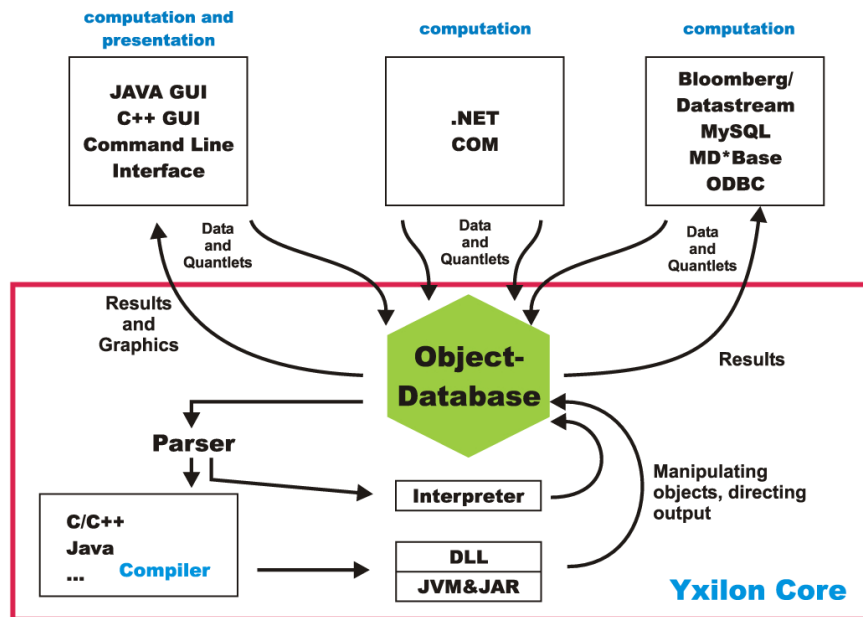 computation and
presentation
computation
computation
JAVA GUI
C++ GUI
Command Line
Interface
.NET
COM
Bloomberg/
Datastream
MySQL
MD*Base
ODBC
Data
and
Quantlets
Data
and
Quantlets
Data
and
Quantlets
Results
and
Graphics
Object-
Database
Results
Parser
Interpreter
Manipulating
objects, directing
output
C/C++
Java
... Compiler
DLL
JVM&JAR
Yxilon Core